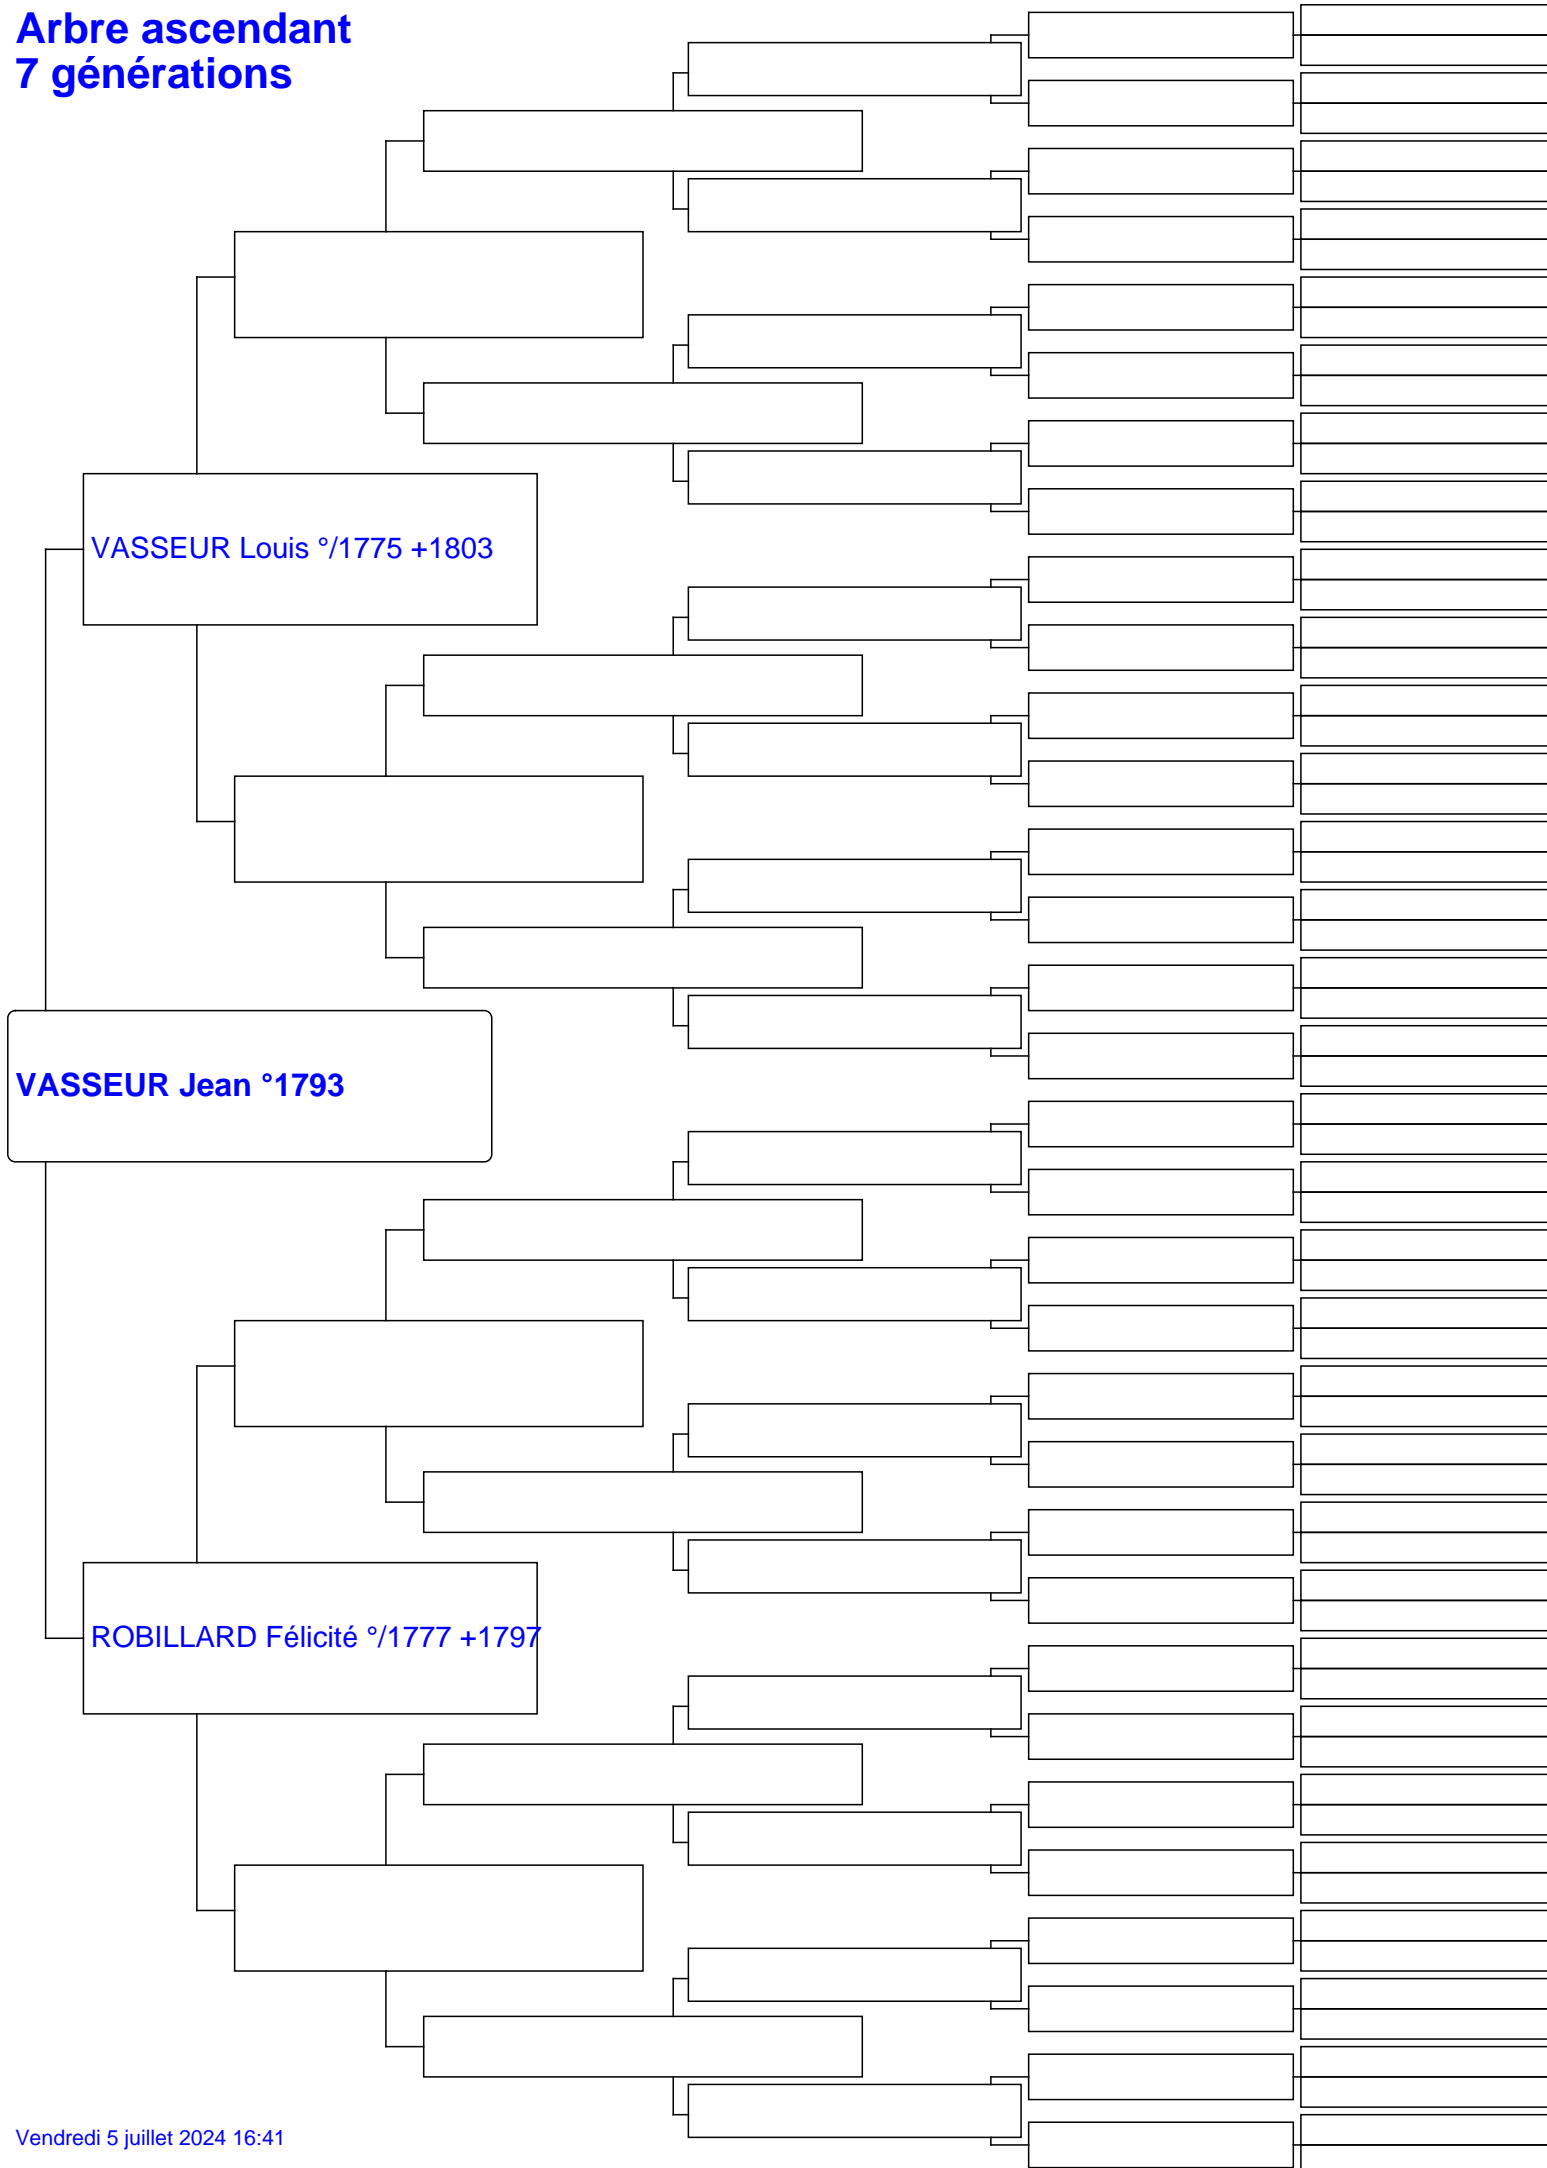 Arbre ascendant
7 générations
VASSEUR Louis °/1775 +1803
VASSEUR Jean °1793
ROBILLARD Félicité °/1777 +1797
Vendredi 5 juillet 2024 16:41